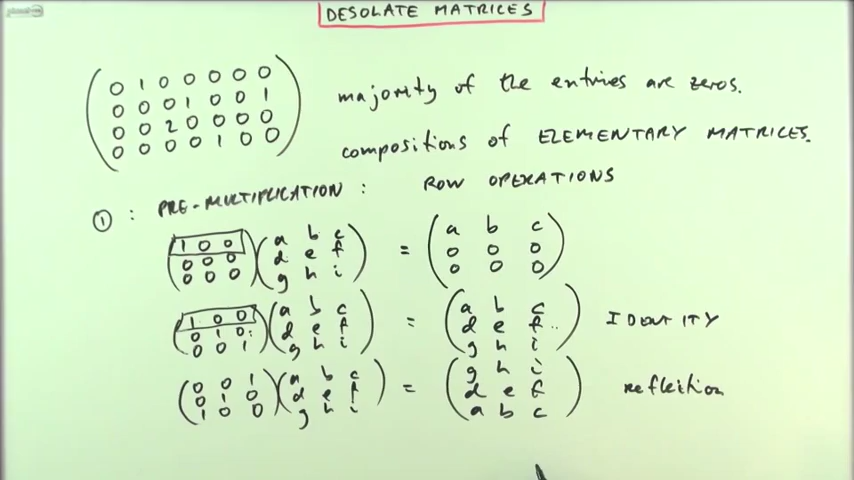 DESOLATE MATRICES
0 1 0 0 0 0 0
0 0 0 1 0 0 1
0 0 2 0 0 0 0
0 0 0 0 1 0 0
majority of the entries are zeros.
compositions of ELEMENTARY MATRICES.
① : PRE-MULTIPLICATION : ROW OPERATIONS
(1 0 0)(a b c) = (a b c)
(0 0 0)(d e f) (0 0 0)
(0 0 0)(g h i) (0 0 0)
(1 0 0)(a b c) = (a b c) IDENTITY
(0 1 0)(d e f) (d e f)
(0 0 1)(g h i) (g h i)
(0 0 1)(a b c) = (g h i) reflection
(0 1 0)(d e f) (d e f)
(1 0 0)(g h i) (a b c)